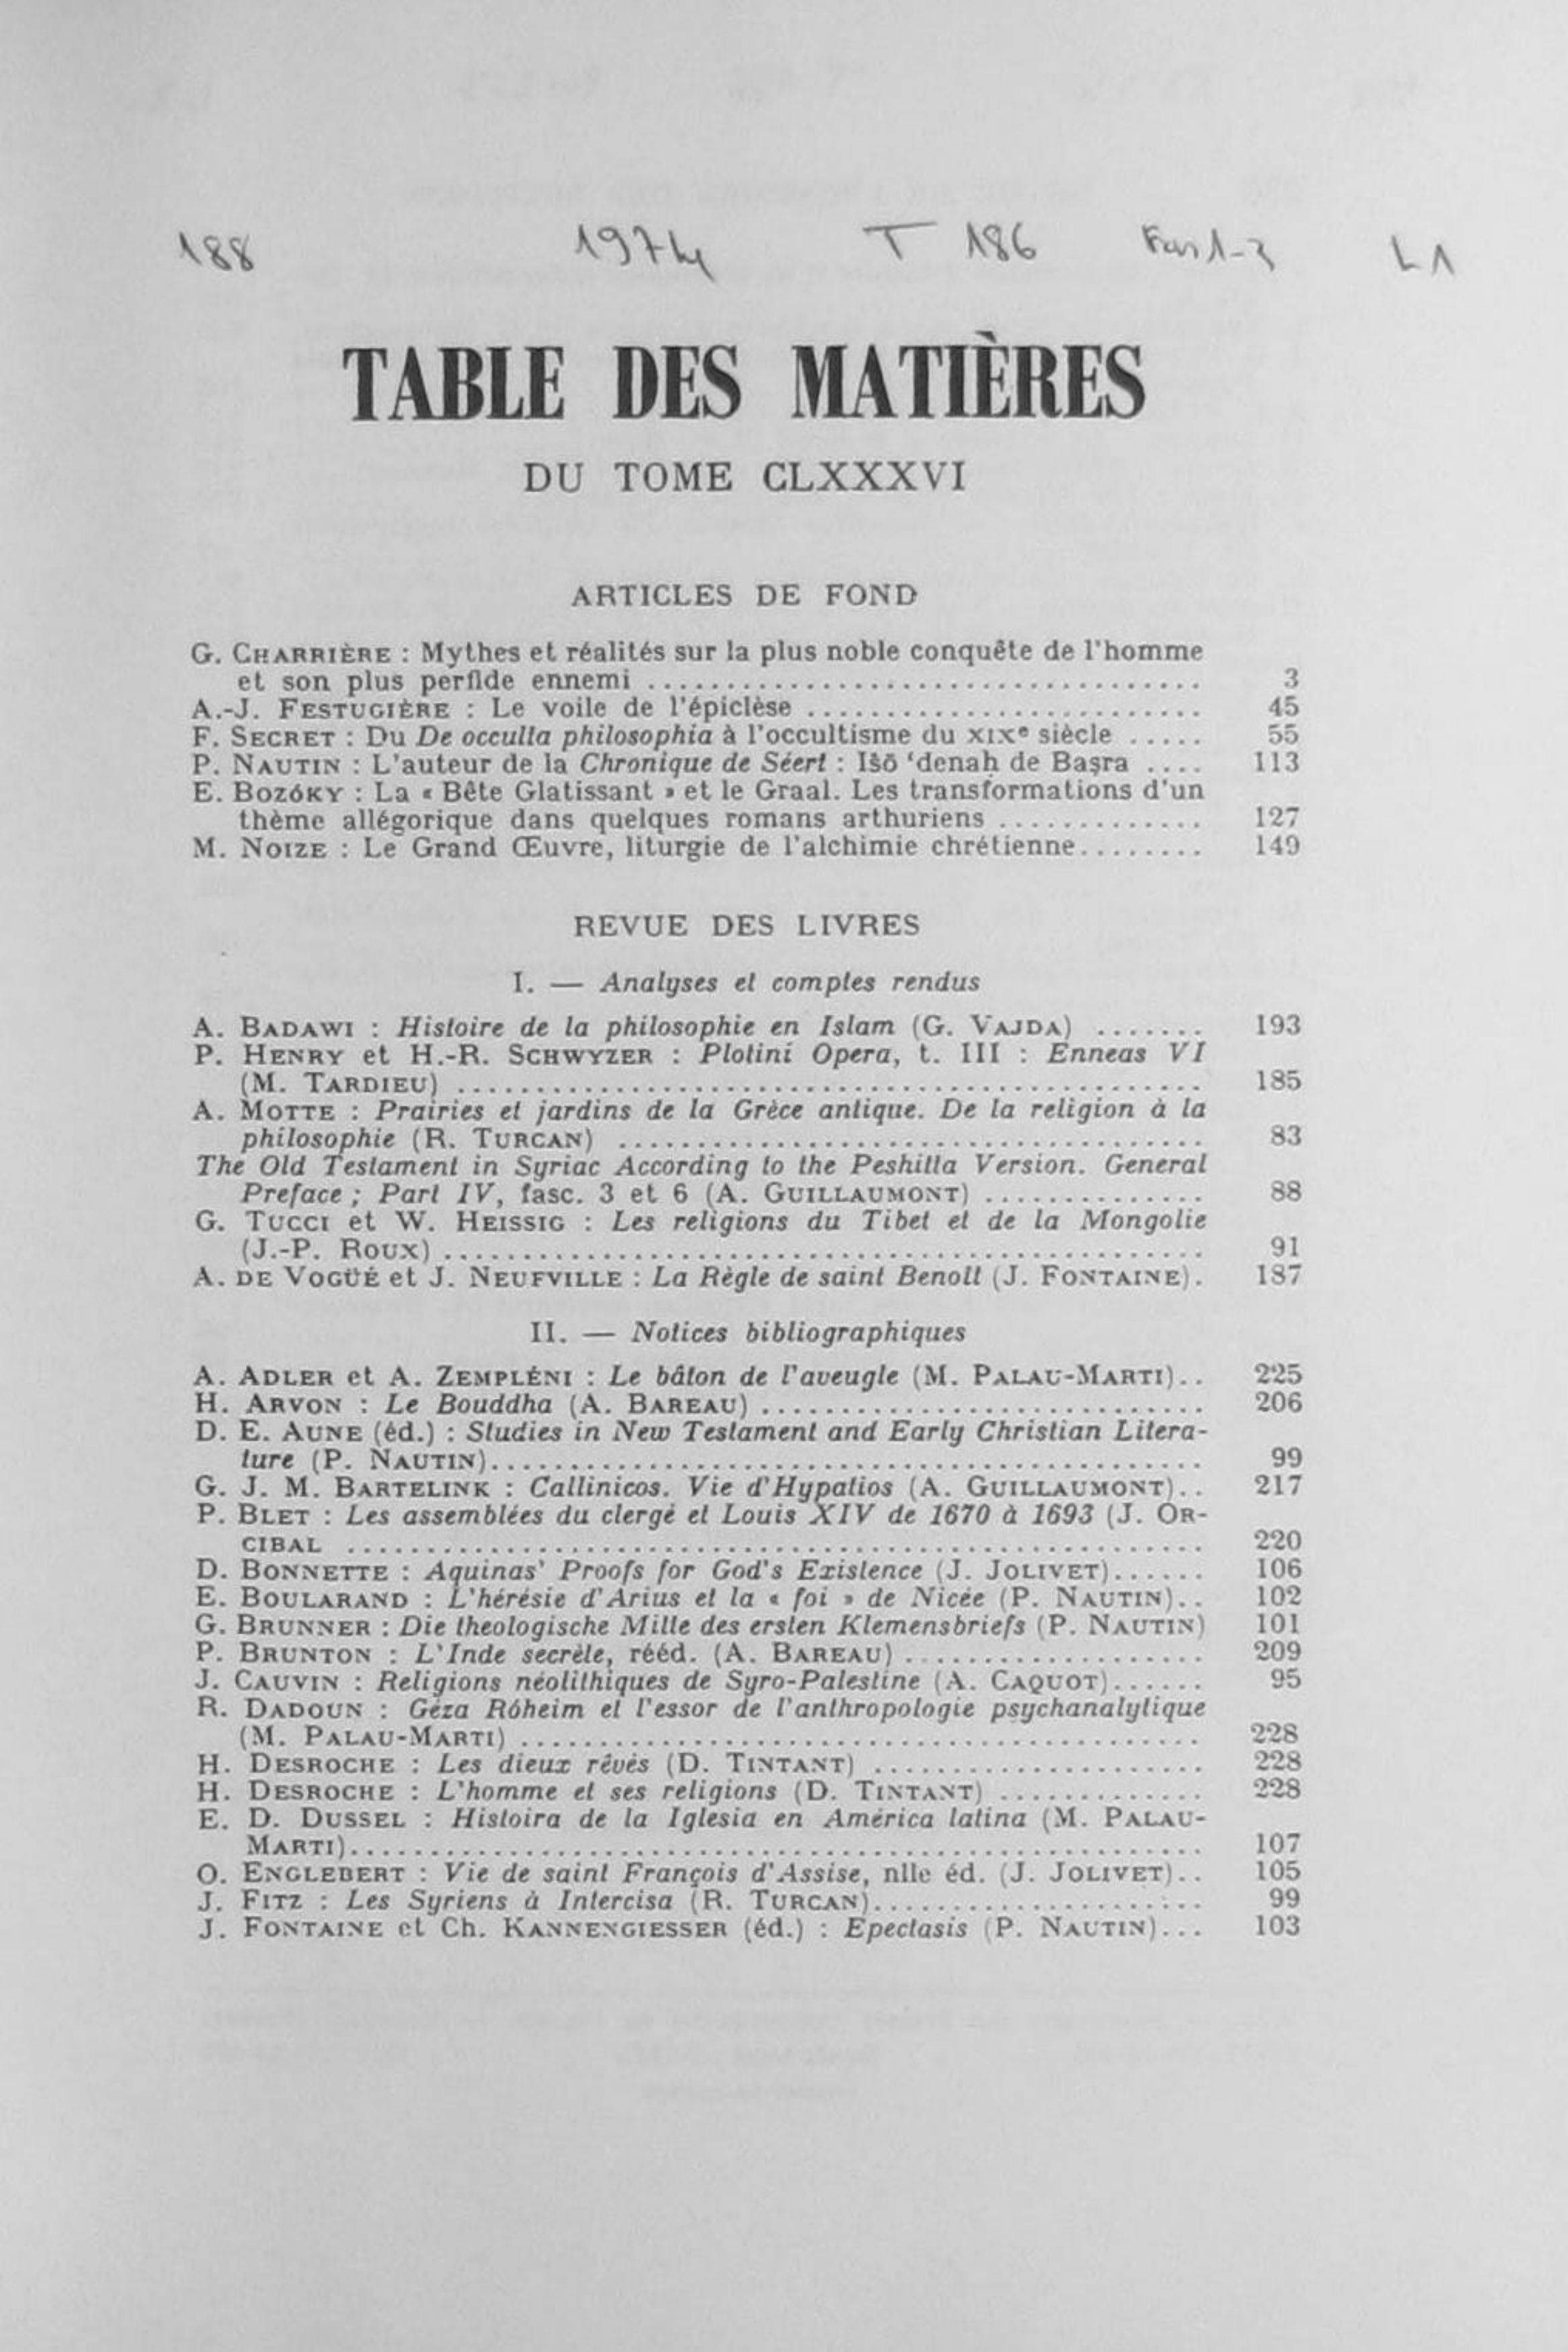 188 1974 T 186 Fas 1-2 L1
TABLE DES MATIÈRES
DU TOME CLXXXVI
ARTICLES DE FOND
G. CHARRIÈRE : Mythes et réalités sur la plus noble conquête de l'homme
et son plus perfide ennemi .................................. 3
A.-J. FESTUGIÈRE : Le voile de l'épiclèse ......................... 45
F. SECRET : Du De occulta philosophia à l'occultisme du XIXe siècle ..... 55
P. NAUTIN : L'auteur de la Chronique de Séert : Išō ‘denaḥ de Baṣra .... 113
E. BOZÓKY : La « Bête Glatissant » et le Graal. Les transformations d'un
thème allégorique dans quelques romans arthuriens ............. 127
M. NOIZE : Le Grand Œuvre, liturgie de l'alchimie chrétienne........ 149
REVUE DES LIVRES
I. — Analyses et comptes rendus
A. BADAWI : Histoire de la philosophie en Islam (G. VAJDA) ....... 193
P. HENRY et H.-R. SCHWYZER : Plotini Opera, t. III : Enneas VI
(M. TARDIEU) ............................................... 185
A. MOTTE : Prairies et jardins de la Grèce antique. De la religion à la
philosophie (R. TURCAN) ..................................... 83
The Old Testament in Syriac According to the Peshitta Version. General
Preface ; Part IV, fasc. 3 et 6 (A. GUILLAUMONT) .............. 88
G. TUCCI et W. HEISSIG : Les religions du Tibet et de la Mongolie
(J.-P. ROUX) ................................................ 91
A. DE VOGÜÉ et J. NEUFVILLE : La Règle de saint Benoît (J. FONTAINE). 187
II. — Notices bibliographiques
A. ADLER et A. ZEMPLÉNI : Le bâton de l'aveugle (M. PALAU-MARTI).. 225
H. ARVON : Le Bouddha (A. BAREAU) ............................ 206
D. E. AUNE (éd.) : Studies in New Testament and Early Christian Litera-
ture (P. NAUTIN)............................................. 99
G. J. M. BARTELINK : Callinicos. Vie d'Hypatios (A. GUILLAUMONT).. 217
P. BLET : Les assemblées du clergé et Louis XIV de 1670 à 1693 (J. OR-
CIBAL ...................................................... 220
D. BONNETTE : Aquinas' Proofs for God's Existence (J. JOLIVET)...... 106
E. BOULARAND : L'hérésie d'Arius et la « foi » de Nicée (P. NAUTIN).. 102
G. BRUNNER : Die theologische Mitte des ersten Klemensbriefs (P. NAUTIN) 101
P. BRUNTON : L'Inde secrète, rééd. (A. BAREAU) ................... 209
J. CAUVIN : Religions néolithiques de Syro-Palestine (A. CAQUOT)...... 95
R. DADOUN : Géza Róheim et l'essor de l'anthropologie psychanalytique
(M. PALAU-MARTI) ........................................... 228
H. DESROCHE : Les dieux rêvés (D. TINTANT) ..................... 228
H. DESROCHE : L'homme et ses religions (D. TINTANT) ............. 228
E. D. DUSSEL : Histoira de la Iglesia en América latina (M. PALAU-
MARTI)...................................................... 107
O. ENGLEBERT : Vie de saint François d'Assise, nlle éd. (J. JOLIVET).. 105
J. FITZ : Les Syriens à Intercisa (R. TURCAN)..................... 99
J. FONTAINE et Ch. KANNENGIESSER (éd.) : Epectasis (P. NAUTIN)... 103